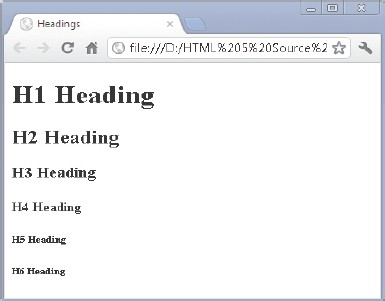 Headings
file:///D:/HTML%205%20Source%2
H1 Heading
H2 Heading
H3 Heading
H4 Heading
H5 Heading
H6 Heading